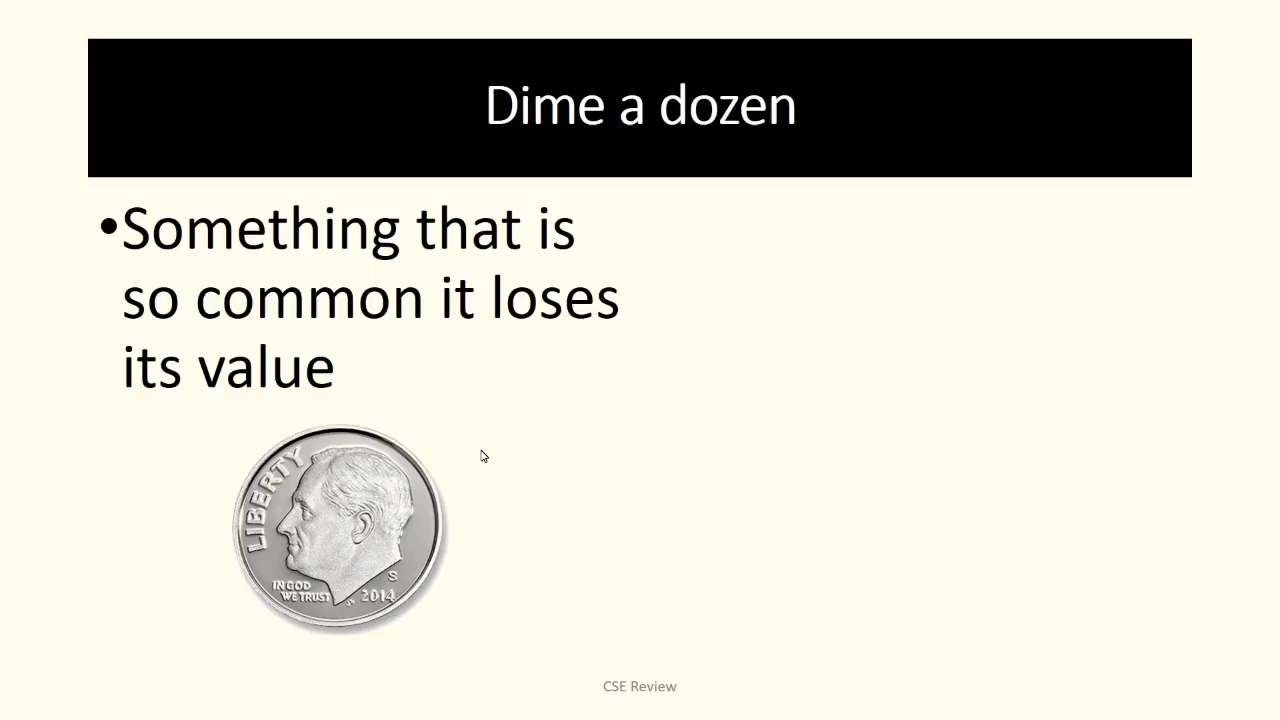 Dime a dozen
•Something that is
so common it loses
its value
LIBERTY
IN GOD
WE TRUST
S
2014
CSE Review